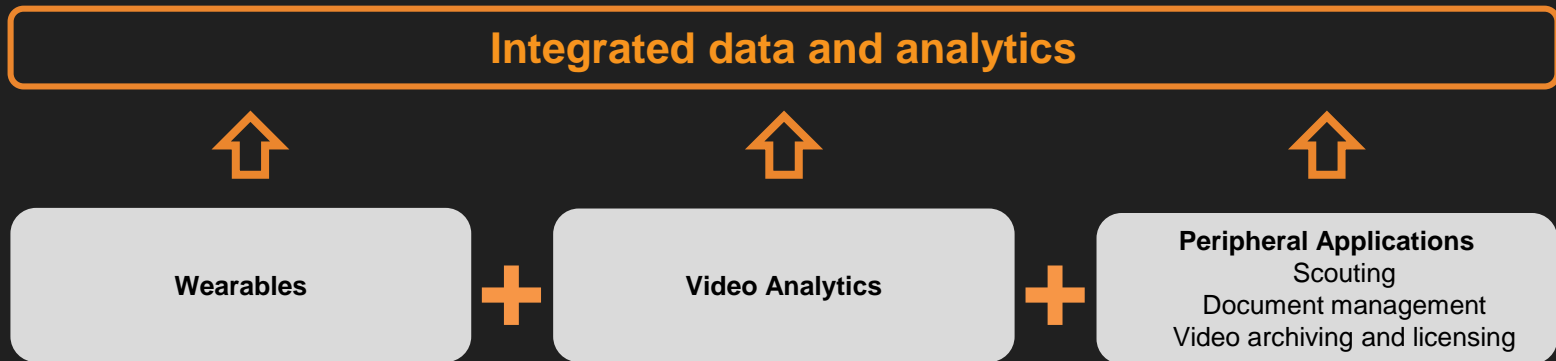 Integrated data and analytics
Wearables
Video Analytics
Peripheral Applications
Scouting
Document management
Video archiving and licensing